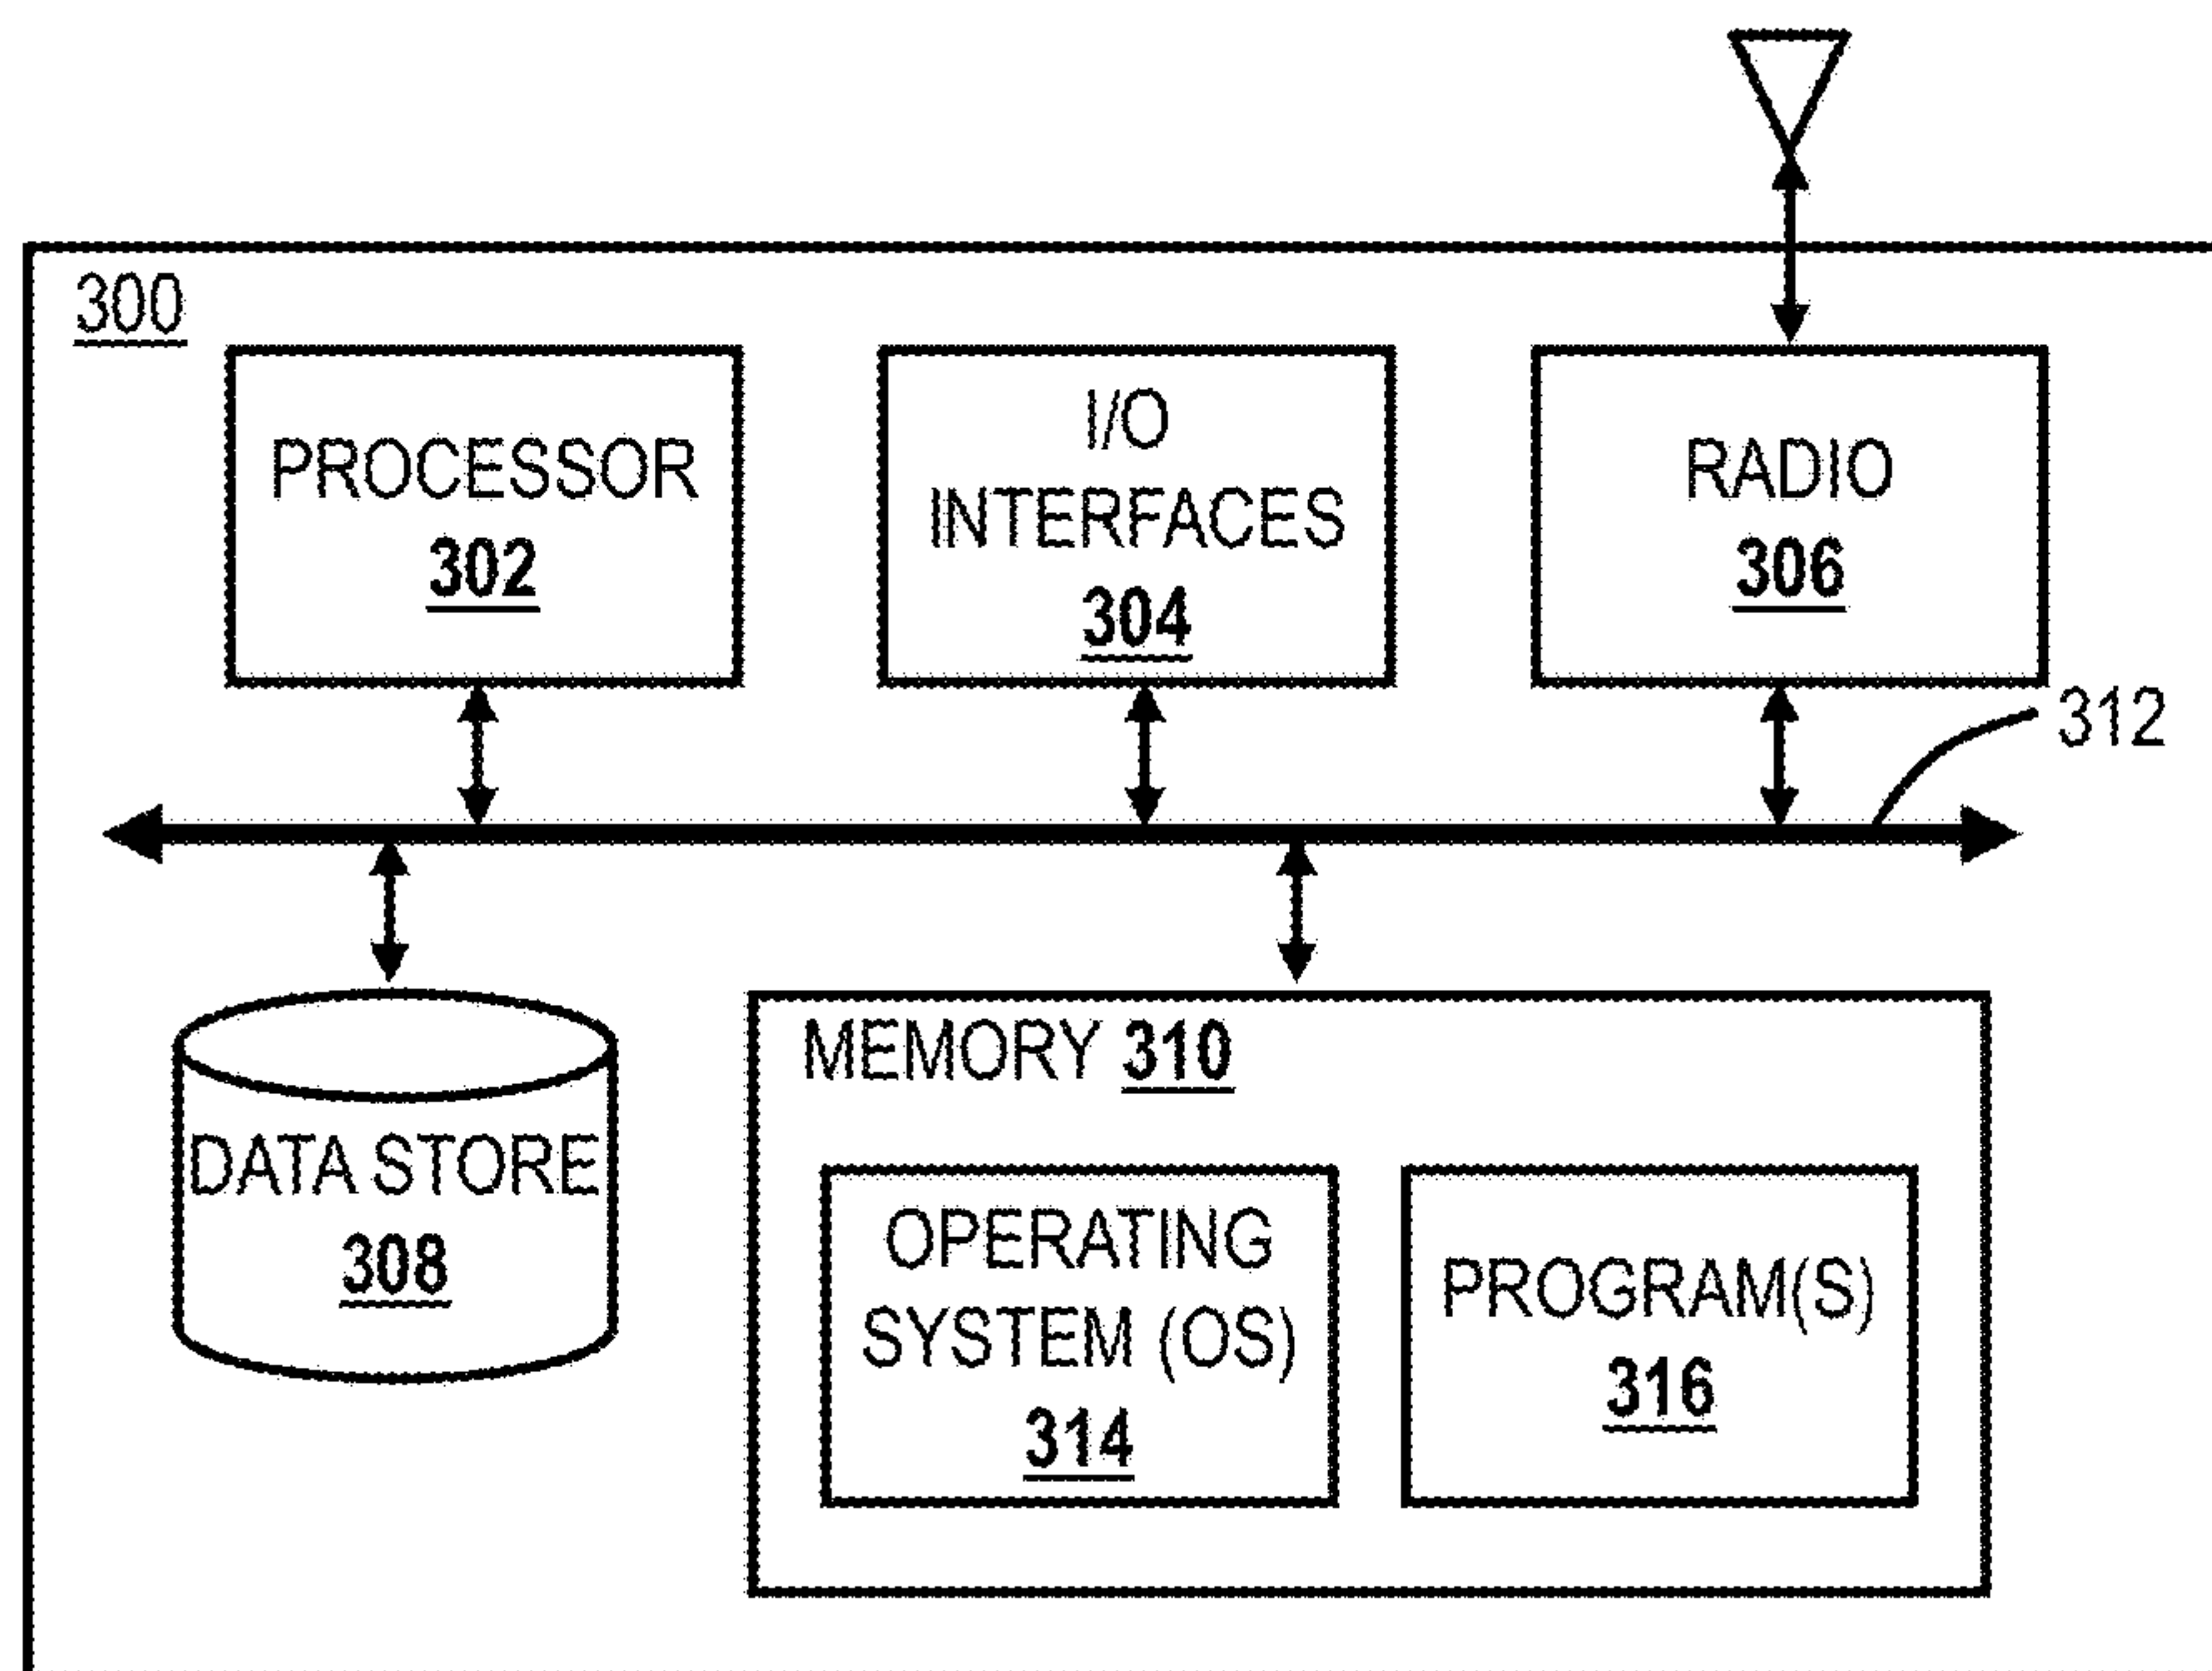 300
PROCESSOR
302
I/O
INTERFACES
304
RADIO
306
312
DATA STORE
308
MEMORY 310
OPERATING
SYSTEM (OS)
314
PROGRAM(S)
316